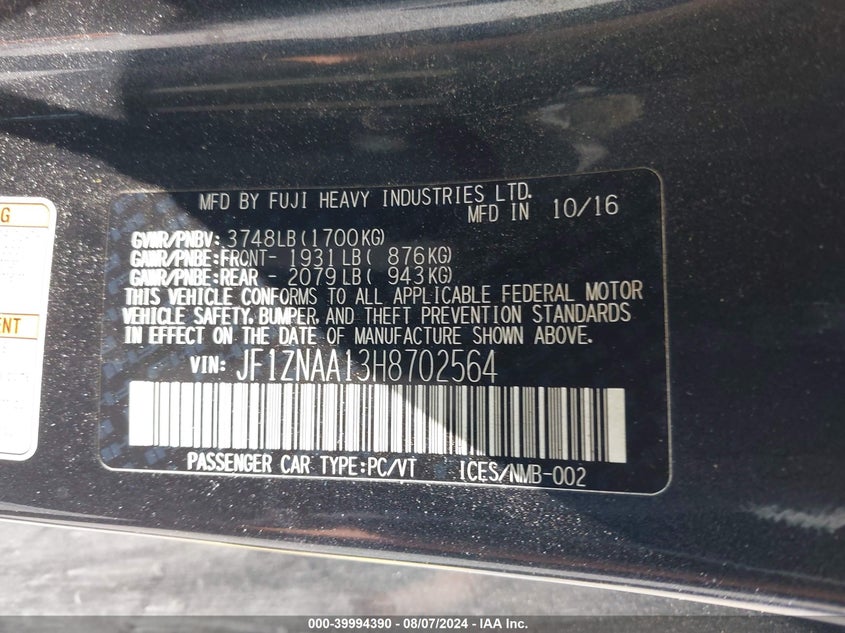 MFD BY FUJI HEAVY INDUSTRIES LTD.
MFD IN 10/16
GVWR/PNBV: 3748LB(1700KG)
GAWR/PNBE:FRONT- 1931LB( 876KG)
GAWR/PNBE:REAR - 2079LB( 943KG)
THIS VEHICLE CONFORMS TO ALL APPLICABLE FEDERAL MOTOR
VEHICLE SAFETY, BUMPER, AND THEFT PREVENTION STANDARDS
IN EFFECT ON THE DATE OF MANUFACTURE SHOWN ABOVE.
VIN: JF1ZNAA13H8702564
PASSENGER CAR TYPE:PC/VT ICES/NMB-002
G
ENT
000-39994390 - 08/07/2024 - IAA Inc.